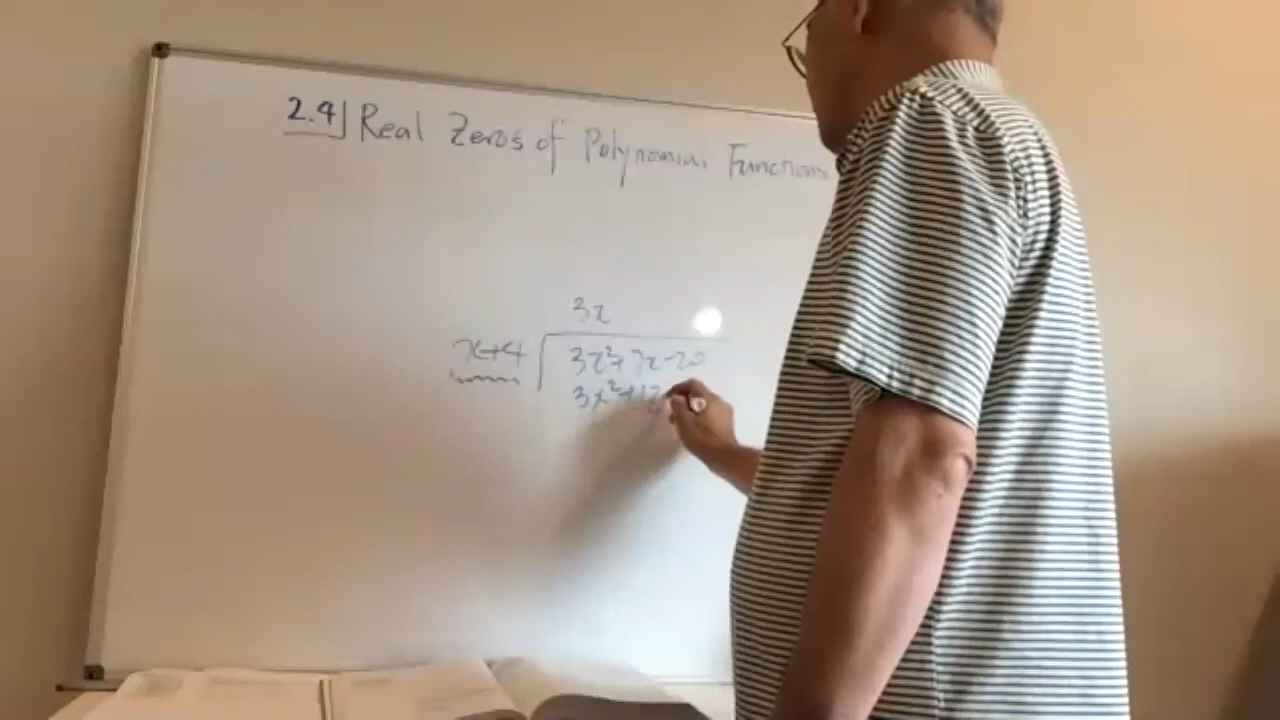 2.4 Real Zeros of Polynomial Functions
3x
x+4 3x²+7x-20
3x²+12